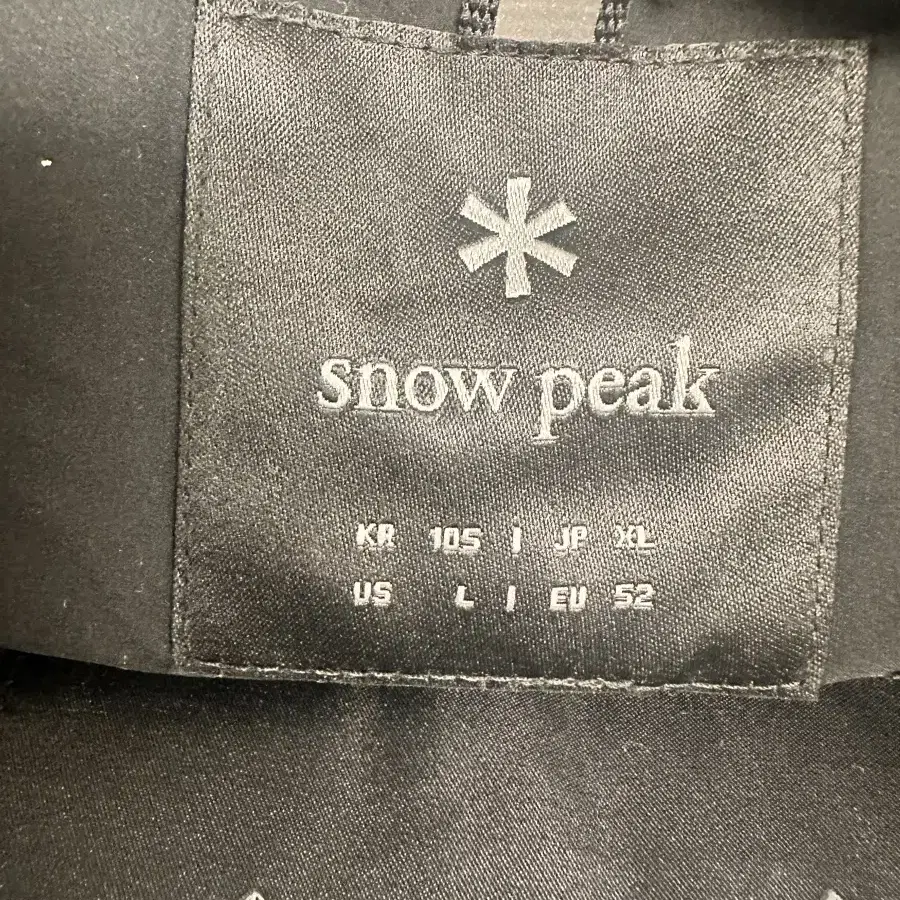 snow peak
KR 105 | JP XL
US L | EU 52